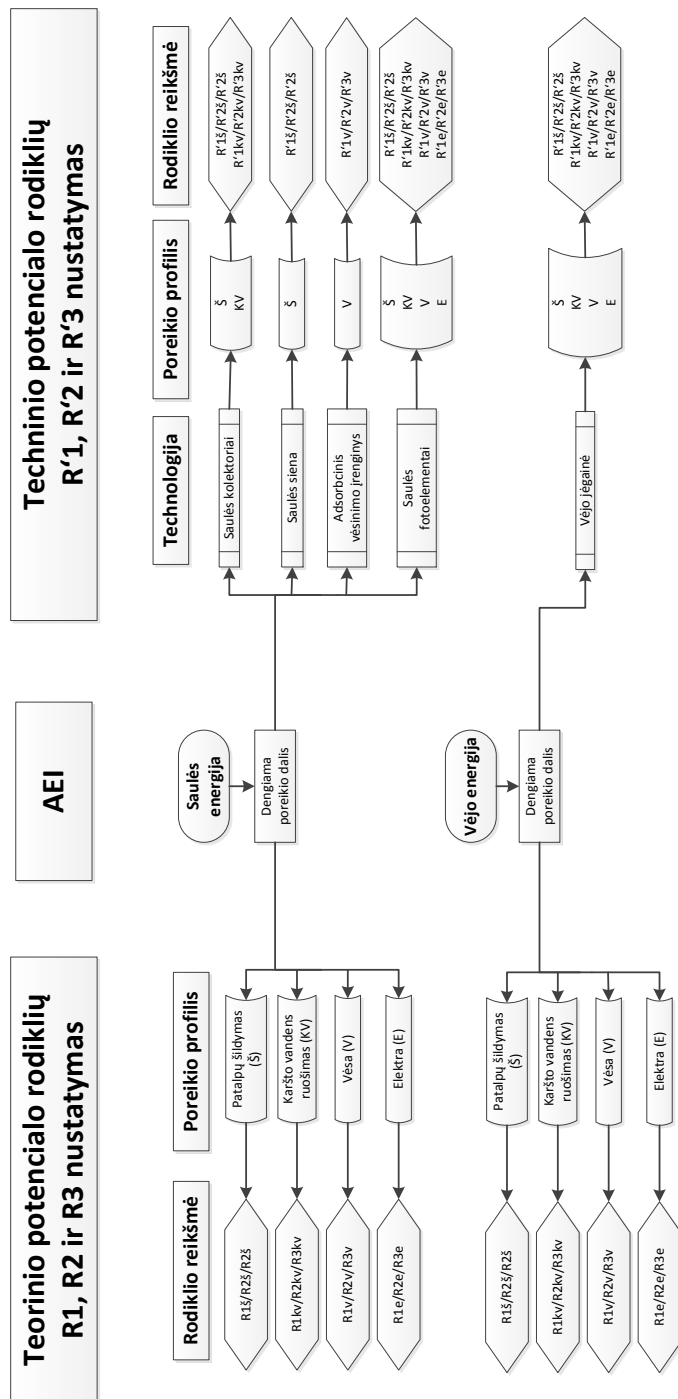 Teorinio potencialo rodiklių
R1, R2 ir R3 nustatymas
AEI
Techninio potencialo rodiklių
R‘1, R‘2 ir R‘3 nustatymas
Rodiklio reikšmė
Poreikio profilis
Technologija
Poreikio profilis
Rodiklio reikšmė
R1š/R2š/R2š
Patalpų šildymas
(Š)
R1kv/R2kv/R3kv
Karšto vandens
ruošimas (KV)
R1v/R2v/R3v
Vėsa (V)
R1e/R2e/R3e
Elektra (E)
Saulės
energija
Dengiama
poreikio dalis
Saulės kolektoriai
Š
KV
R‘1š/R‘2š/R‘2š
R‘1kv/R‘2kv/R‘3kv
Saulės siena
Š
R‘1š/R‘2š/R‘2š
Adsorbcinis
vėsinimo įrenginys
V
R‘1v/R‘2v/R‘3v
Saulės
fotoelementai
Š
KV
V
E
R‘1š/R‘2š/R‘2š
R‘1kv/R‘2kv/R‘3kv
R‘1v/R‘2v/R‘3v
R‘1e/R‘2e/R‘3e
R1š/R2š/R2š
Patalpų šildymas
(Š)
R1kv/R2kv/R3kv
Karšto vandens
ruošimas (KV)
R1v/R2v/R3v
Vėsa (V)
R1e/R2e/R3e
Elektra (E)
Vėjo energija
Dengiama
poreikio dalis
Vėjo jėgainė
Š
KV
V
E
R‘1š/R‘2š/R‘2š
R‘1kv/R‘2kv/R‘3kv
R‘1v/R‘2v/R‘3v
R‘1e/R‘2e/R‘3e